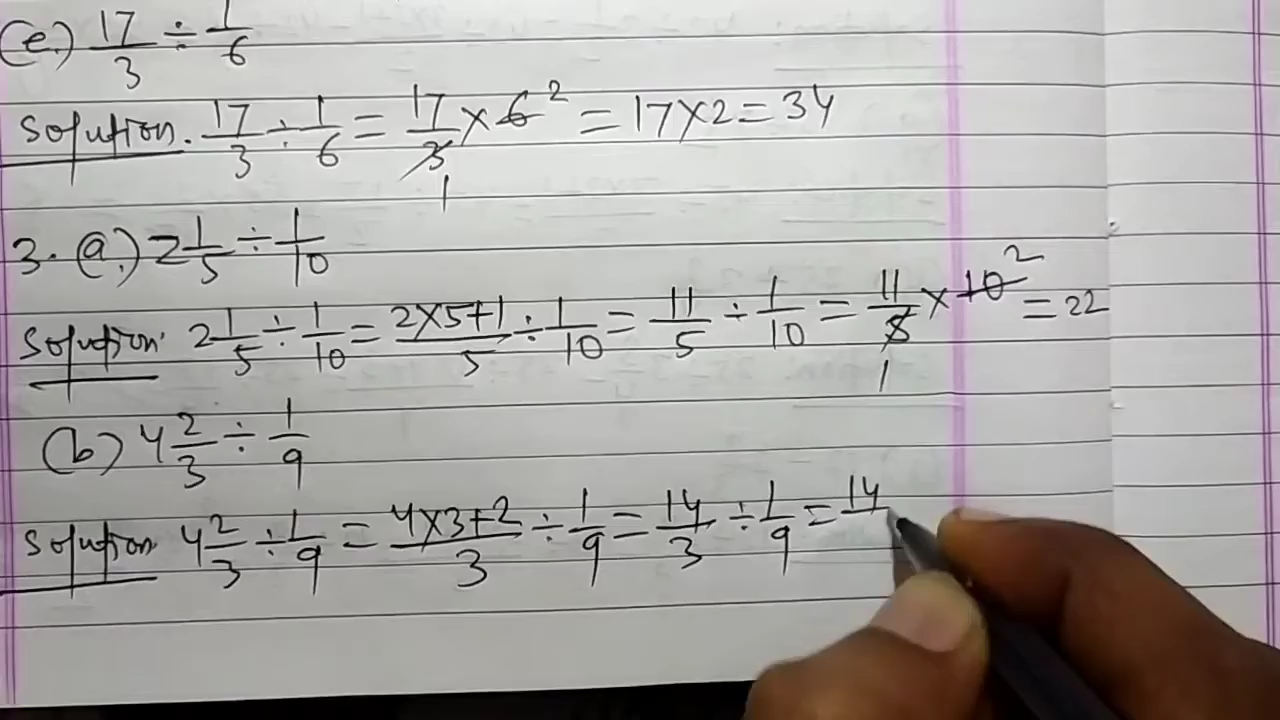 (e.) 17/3 ÷ 1/6
Solution. 17/3 ÷ 1/6 = 17/3 × 6 2 = 17×2 = 34
1
3. (a.) 2 1/5 ÷ 1/10
Solution. 2 1/5 ÷ 1/10 = 2×5+1/5 ÷ 1/10 = 11/5 ÷ 1/10 = 11/5 × 10 2 = 22
1
(b) 4 2/3 ÷ 1/9
Solution 4 2/3 ÷ 1/9 = 4×3+2/3 ÷ 1/9 = 14/3 ÷ 1/9 = 14